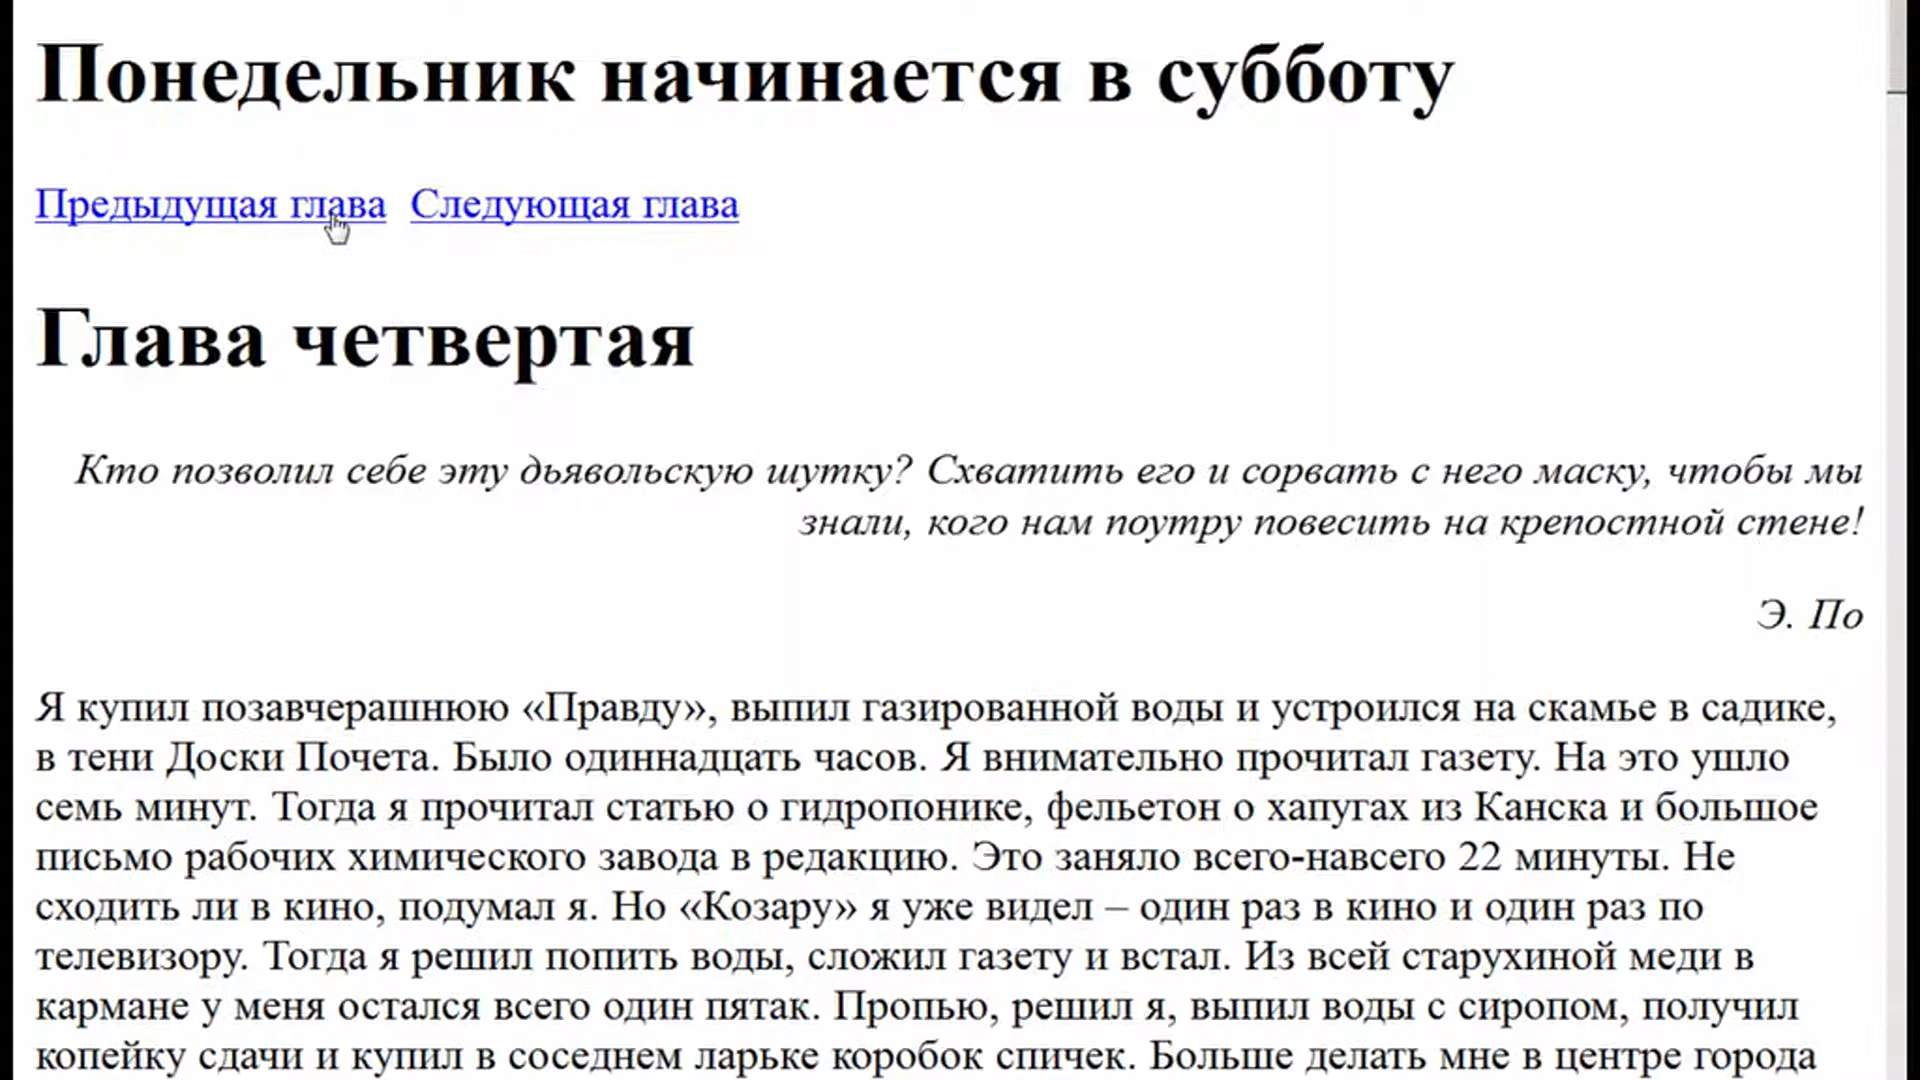 Понедельник начинается в субботу
Предыдущая глава Следующая глава
Глава четвертая
Кто позволил себе эту дьявольскую шутку? Схватить его и сорвать с него маску, чтобы мы
знали, кого нам поутру повесить на крепостной стене!
Э. По
Я купил позавчерашнюю «Правду», выпил газированной воды и устроился на скамье в садике,
в тени Доски Почета. Было одиннадцать часов. Я внимательно прочитал газету. На это ушло
семь минут. Тогда я прочитал статью о гидропонике, фельетон о хапугах из Канска и большое
письмо рабочих химического завода в редакцию. Это заняло всего-навсего 22 минуты. Не
сходить ли в кино, подумал я. Но «Козару» я уже видел – один раз в кино и один раз по
телевизору. Тогда я решил попить воды, сложил газету и встал. Из всей старухиной меди в
кармане у меня остался всего один пятак. Пропью, решил я, выпил воды с сиропом, получил
копейку сдачи и купил в соседнем ларьке коробок спичек. Больше делать мне в центре города